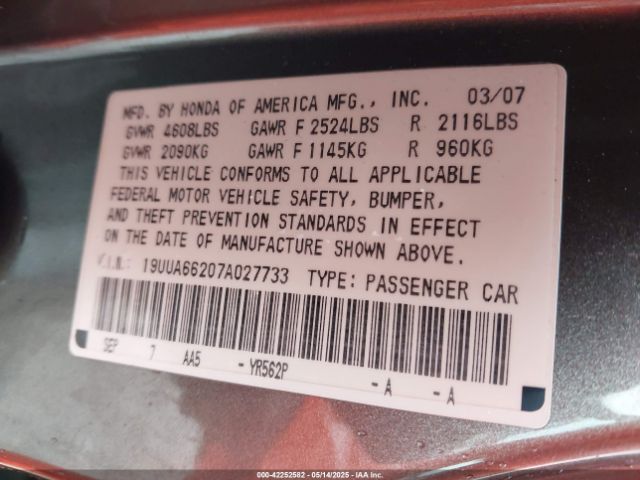 MFD. BY HONDA OF AMERICA MFG., INC. 03/07
GVWR 4608LBS GAWR F 2524LBS R 2116LBS
GVWR 2090KG GAWR F 1145KG R 960KG
THIS VEHICLE CONFORMS TO ALL APPLICABLE
FEDERAL MOTOR VEHICLE SAFETY, BUMPER,
AND THEFT PREVENTION STANDARDS IN EFFECT
ON THE DATE OF MANUFACTURE SHOWN ABOVE.
V.I.N.: 19UUA66207A027733 TYPE: PASSENGER CAR
SEP 7 AA5 - YR562P - A - A
000-42252582 | 05/14/2025 | IAA Inc.